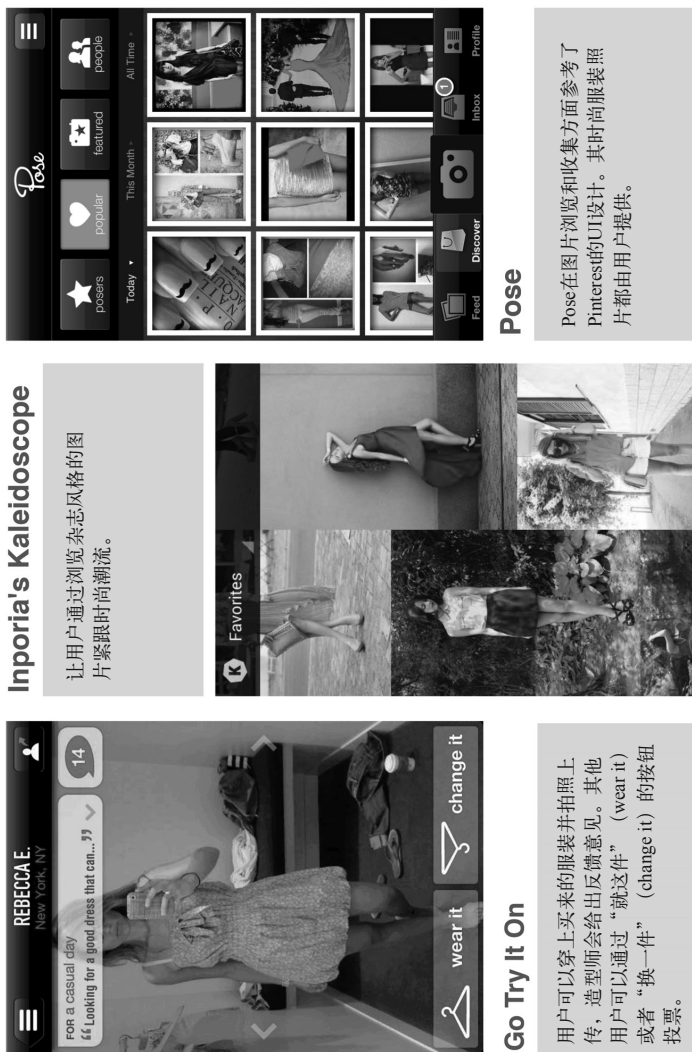 REBECCA E.
New York, NY
FOR a casual day
“Looking for a good dress that can...”
14
wear it
change it
Go Try It On
用户可以穿上买来的服装并拍照上
传，造型师会给出反馈意见。其他
用户可以通过“就这件”（wear it）
或者“换一件”（change it）的按钮
投票。
Inporia's Kaleidoscope
让用户通过浏览杂志风格的图
片紧跟时尚潮流。
K Favorites
Pose
posers
popular
featured
people
Today
This Month
All Time
NAIL
LACQUER
Feed
Discover
Inbox
1
Profile
Pose
Pose在图片浏览和收集方面参考了
Pinterest的UI设计。其时尚服装照
片都由用户提供。